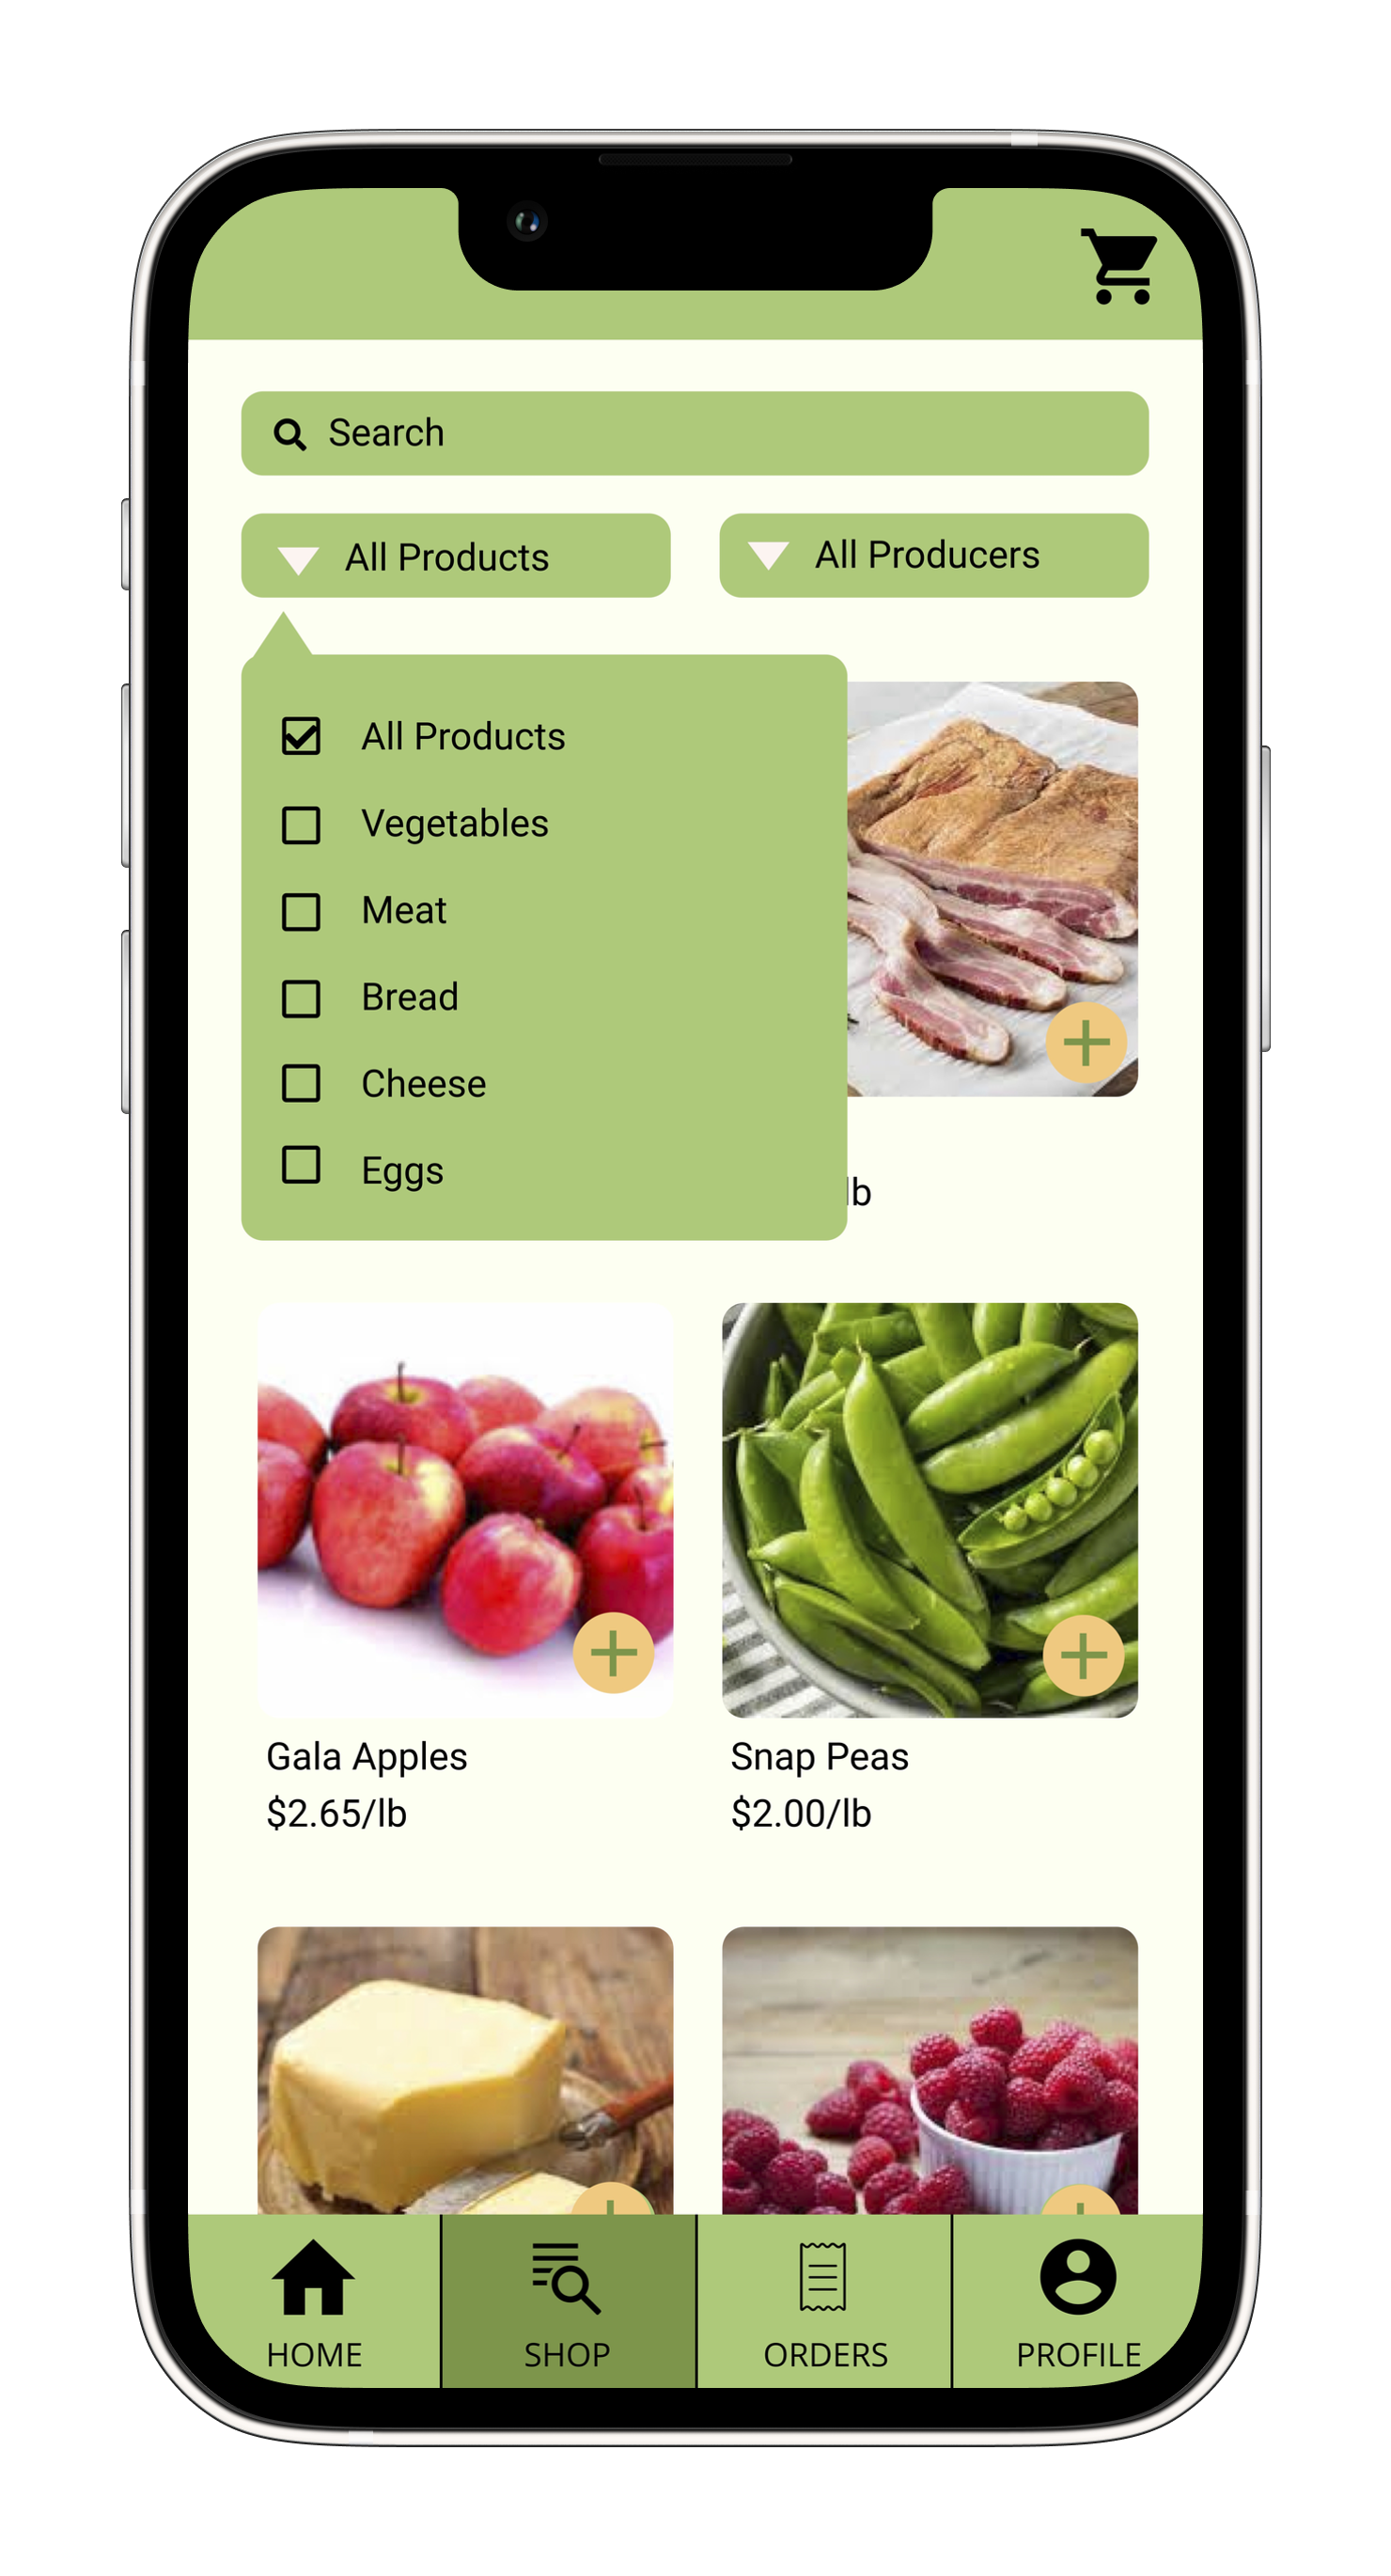 Search
All Products
All Producers
All Products
Vegetables
Meat
Bread
Cheese
Eggs
lb
Gala Apples
Snap Peas
$2.65/lb
$2.00/lb
HOME
SHOP
ORDERS
PROFILE